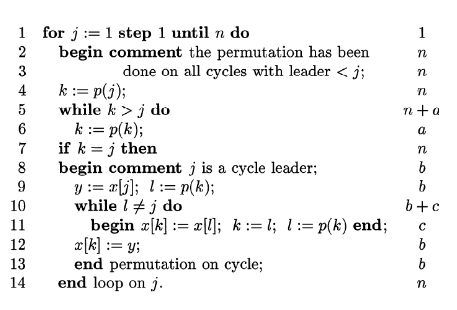 1 for j := 1 step 1 until n do 1
2 begin comment the permutation has been n
3 done on all cycles with leader < j; n
4 k := p(j); n
5 while k > j do n + a
6 k := p(k); a
7 if k = j then n
8 begin comment j is a cycle leader; b
9 y := x[j]; l := p(k); b
10 while l ≠ j do b + c
11 begin x[k] := x[l]; k := l; l := p(k) end; c
12 x[k] := y; b
13 end permutation on cycle; b
14 end loop on j. n